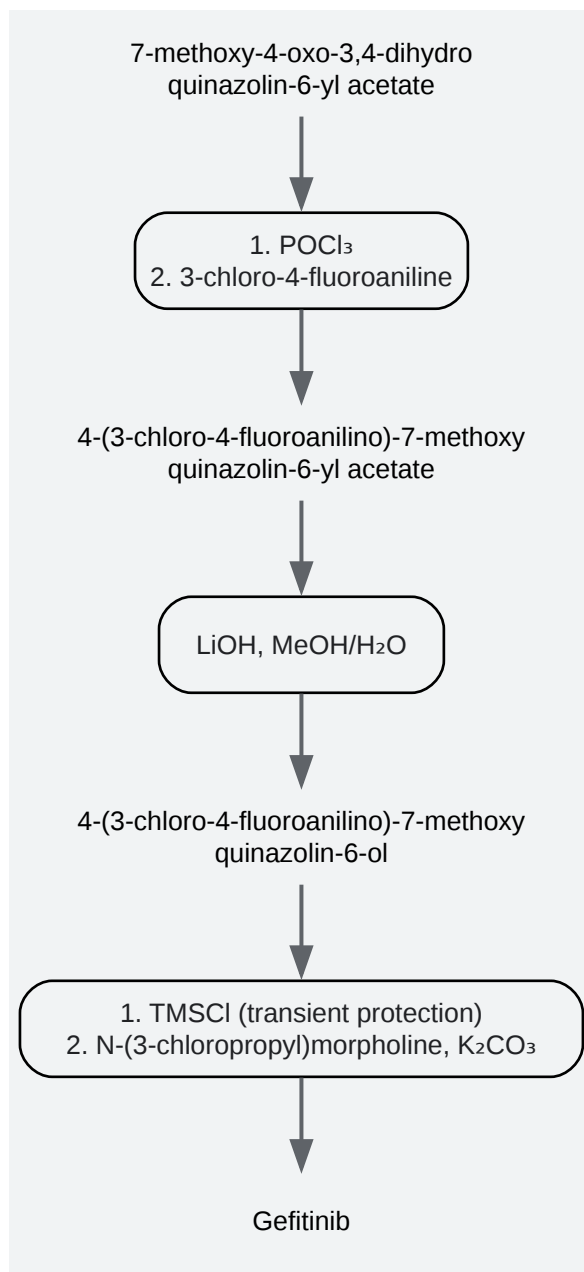 7-methoxy-4-oxo-3,4-dihydro
quinazolin-6-yl acetate
1. POCl₃
2. 3-chloro-4-fluoroaniline
4-(3-chloro-4-fluoroanilino)-7-methoxy
quinazolin-6-yl acetate
LiOH, MeOH/H₂O
4-(3-chloro-4-fluoroanilino)-7-methoxy
quinazolin-6-ol
1. TMSCl (transient protection)
2. N-(3-chloropropyl)morpholine, K₂CO₃
Gefitinib